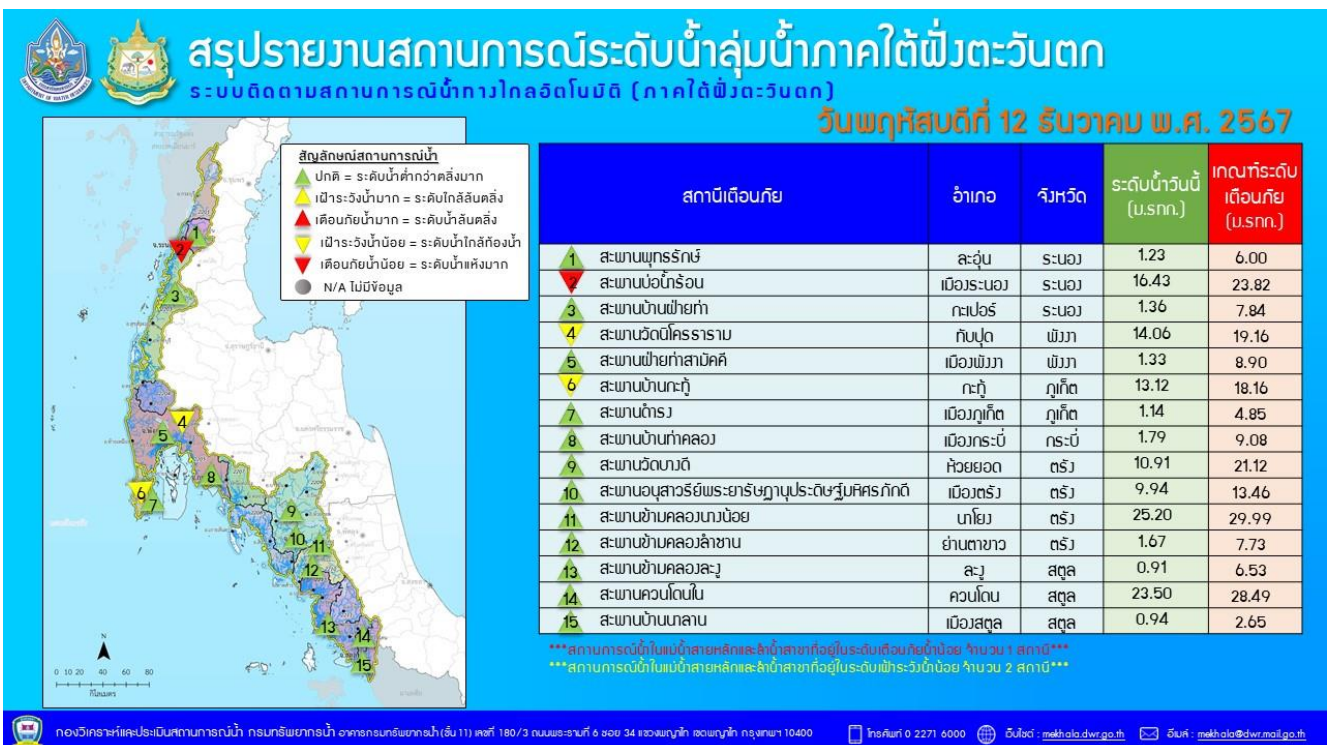 สรุปรายงานสถานการณ์ระดับน้ำลุ่มน้ำภาคใต้ฝั่งตะวันตก
ระบบติดตามสถานการณ์น้ำทางไกลอัตโนมัติ (ภาคใต้ฝั่งตะวันตก)
วันพฤหัสบดีที่ 12 ธันวาคม พ.ศ. 2567
สัญลักษณ์สถานการณ์น้ำ
ปกติ = ระดับน้ำต่ำกว่าตลิ่งมาก
เฝ้าระวังน้ำมาก = ระดับใกล้ล้นตลิ่ง
เตือนภัยน้ำมาก = ระดับน้ำล้นตลิ่ง
เฝ้าระวังน้ำน้อย = ระดับน้ำใกล้ท้องน้ำ
เตือนภัยน้ำน้อย = ระดับน้ำแห้งมาก
N/A ไม่มีข้อมูล
1
2
3
4
5
6
7
8
9
10
11
12
13
14
15
N
0 10 20 40 60 80
กิโลเมตร
สถานีเตือนภัย อำเภอ จังหวัด ระดับน้ำวันนี้ (ม.รทก.) เกณฑ์ระดับเตือนภัย (ม.รทก.)
1 สะพานพุทธรักษ์ ละอุ่น ระนอง 1.23 6.00
2 สะพานบ่อน้ำร้อน เมืองระนอง ระนอง 16.43 23.82
3 สะพานบ้านฝ่ายท่า กะเปอร์ ระนอง 1.36 7.84
4 สะพานวัดนิโครธาราม ทับปุด พังงา 14.06 19.16
5 สะพานฝ่ายท่าสามัคคี เมืองพังงา พังงา 1.33 8.90
6 สะพานบ้านกะทู้ กะทู้ ภูเก็ต 13.12 18.16
7 สะพานดำรง เมืองภูเก็ต ภูเก็ต 1.14 4.85
8 สะพานบ้านท่าคลอง เมืองกระบี่ กระบี่ 1.79 9.08
9 สะพานวัดบางดี ห้วยยอด ตรัง 10.91 21.12
10 สะพานอนุสาวรีย์พระยารัษฎานุประดิษฐ์มหิศรภักดี เมืองตรัง ตรัง 9.94 13.46
11 สะพานข้ามคลองนางน้อย นาโยง ตรัง 25.20 29.99
12 สะพานข้ามคลองลำชาน ย่านตาขาว ตรัง 1.67 7.73
13 สะพานข้ามคลองละงู ละงู สตูล 0.91 6.53
14 สะพานควนโดนใน ควนโดน สตูล 23.50 28.49
15 สะพานบ้านนาลาน เมืองสตูล สตูล 0.94 2.65
***สถานการณ์น้ำในแม่น้ำสายหลักและลำน้ำสาขาที่อยู่ในระดับเตือนภัยน้ำน้อย จำนวน 1 สถานี***
***สถานการณ์น้ำในแม่น้ำสายหลักและลำน้ำสาขาที่อยู่ในระดับเฝ้าระวังน้ำน้อย จำนวน 2 สถานี***
กองวิเคราะห์และประเมินสถานการณ์น้ำ กรมทรัพยากรน้ำ อาคารกรมทรัพยากรน้ำ(ชั้น 11) เลขที่ 180/3 ถนนพระรามที่ 6 ซอย 34 แขวงพญาไท เขตพญาไท กรุงเทพฯ 10400 โทรศัพท์ 0 2271 6000 เว็บไซต์ : mekhala.dwr.go.th อีเมล์ : mekhala@dwr.mail.go.th